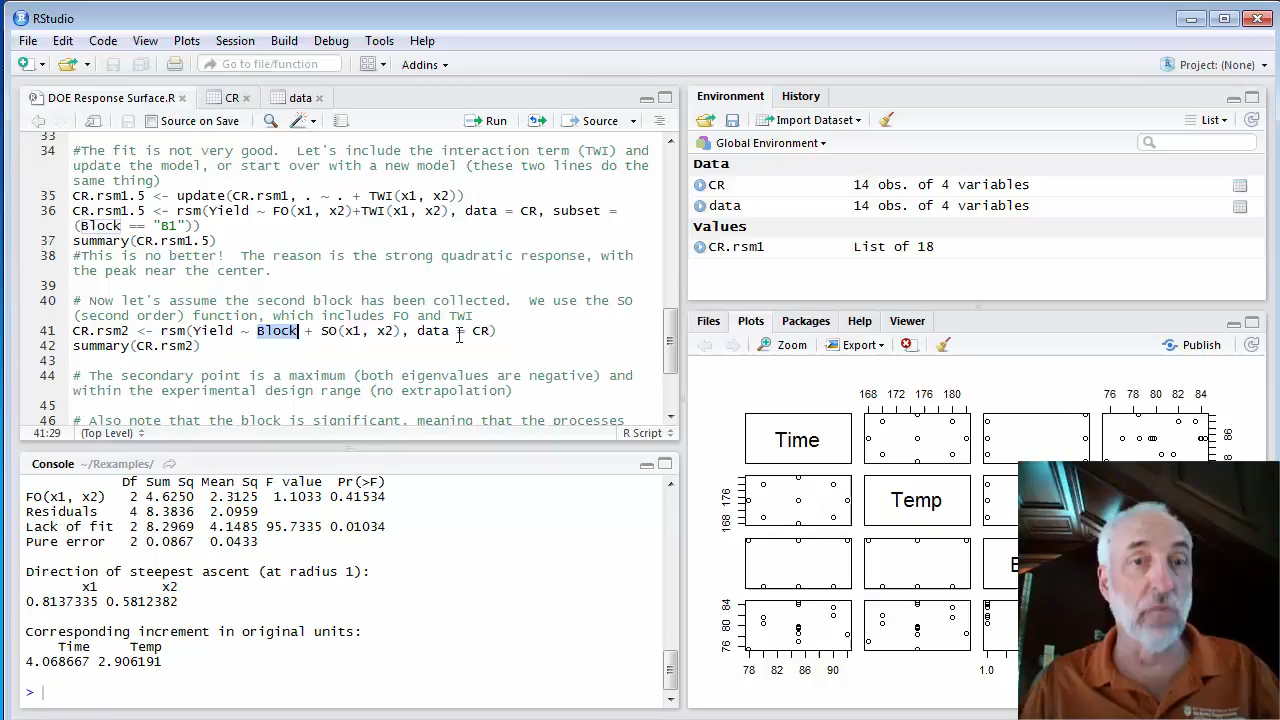 RStudio
File Edit Code View Plots Session Build Debug Tools Help
Go to file/function
Addins
Project: (None)
DOE Response Surface.R
CR
data
Source on Save
Run
Source
33
34 #The fit is not very good. Let's include the interaction term (TWI) and
update the model, or start over with a new model (these two lines do the
same thing)
35 CR.rsm1.5 <- update(CR.rsm1, . ~ . + TWI(x1, x2))
36 CR.rsm1.5 <- rsm(Yield ~ FO(x1, x2)+TWI(x1, x2), data = CR, subset =
(Block == "B1"))
37 summary(CR.rsm1.5)
38 #This is no better! The reason is the strong quadratic response, with
the peak near the center.
39
40 # Now let's assume the second block has been collected. We use the SO
(second order) function, which includes FO and TWI
41 CR.rsm2 <- rsm(Yield ~ Block + SO(x1, x2), data = CR)
42 summary(CR.rsm2)
43
44 # The secondary point is a maximum (both eigenvalues are negative) and
within the experimental design range (no extrapolation)
45
46 # Also note that the block is significant, meaning that the processes
41:29 (Top Level) R Script
Console ~/Rexamples/
Df Sum Sq Mean Sq F value Pr(>F)
FO(x1, x2) 2 4.6250 2.3125 1.1033 0.41534
Residuals 4 8.3836 2.0959
Lack of fit 2 8.2969 4.1485 95.7335 0.01034
Pure error 2 0.0867 0.0433
Direction of steepest ascent (at radius 1):
x1 x2
0.8137335 0.5812382
Corresponding increment in original units:
Time Temp
4.068667 2.906191
>
Environment History
Import Dataset
List
Global Environment
Data
CR 14 obs. of 4 variables
data 14 obs. of 4 variables
Values
CR.rsm1 List of 18
Files Plots Packages Help Viewer
Zoom Export Publish
168 172 176 180
76 78 80 82 84
Time
86
Temp
168 176
76 80 84
78 82 86 90
1.0